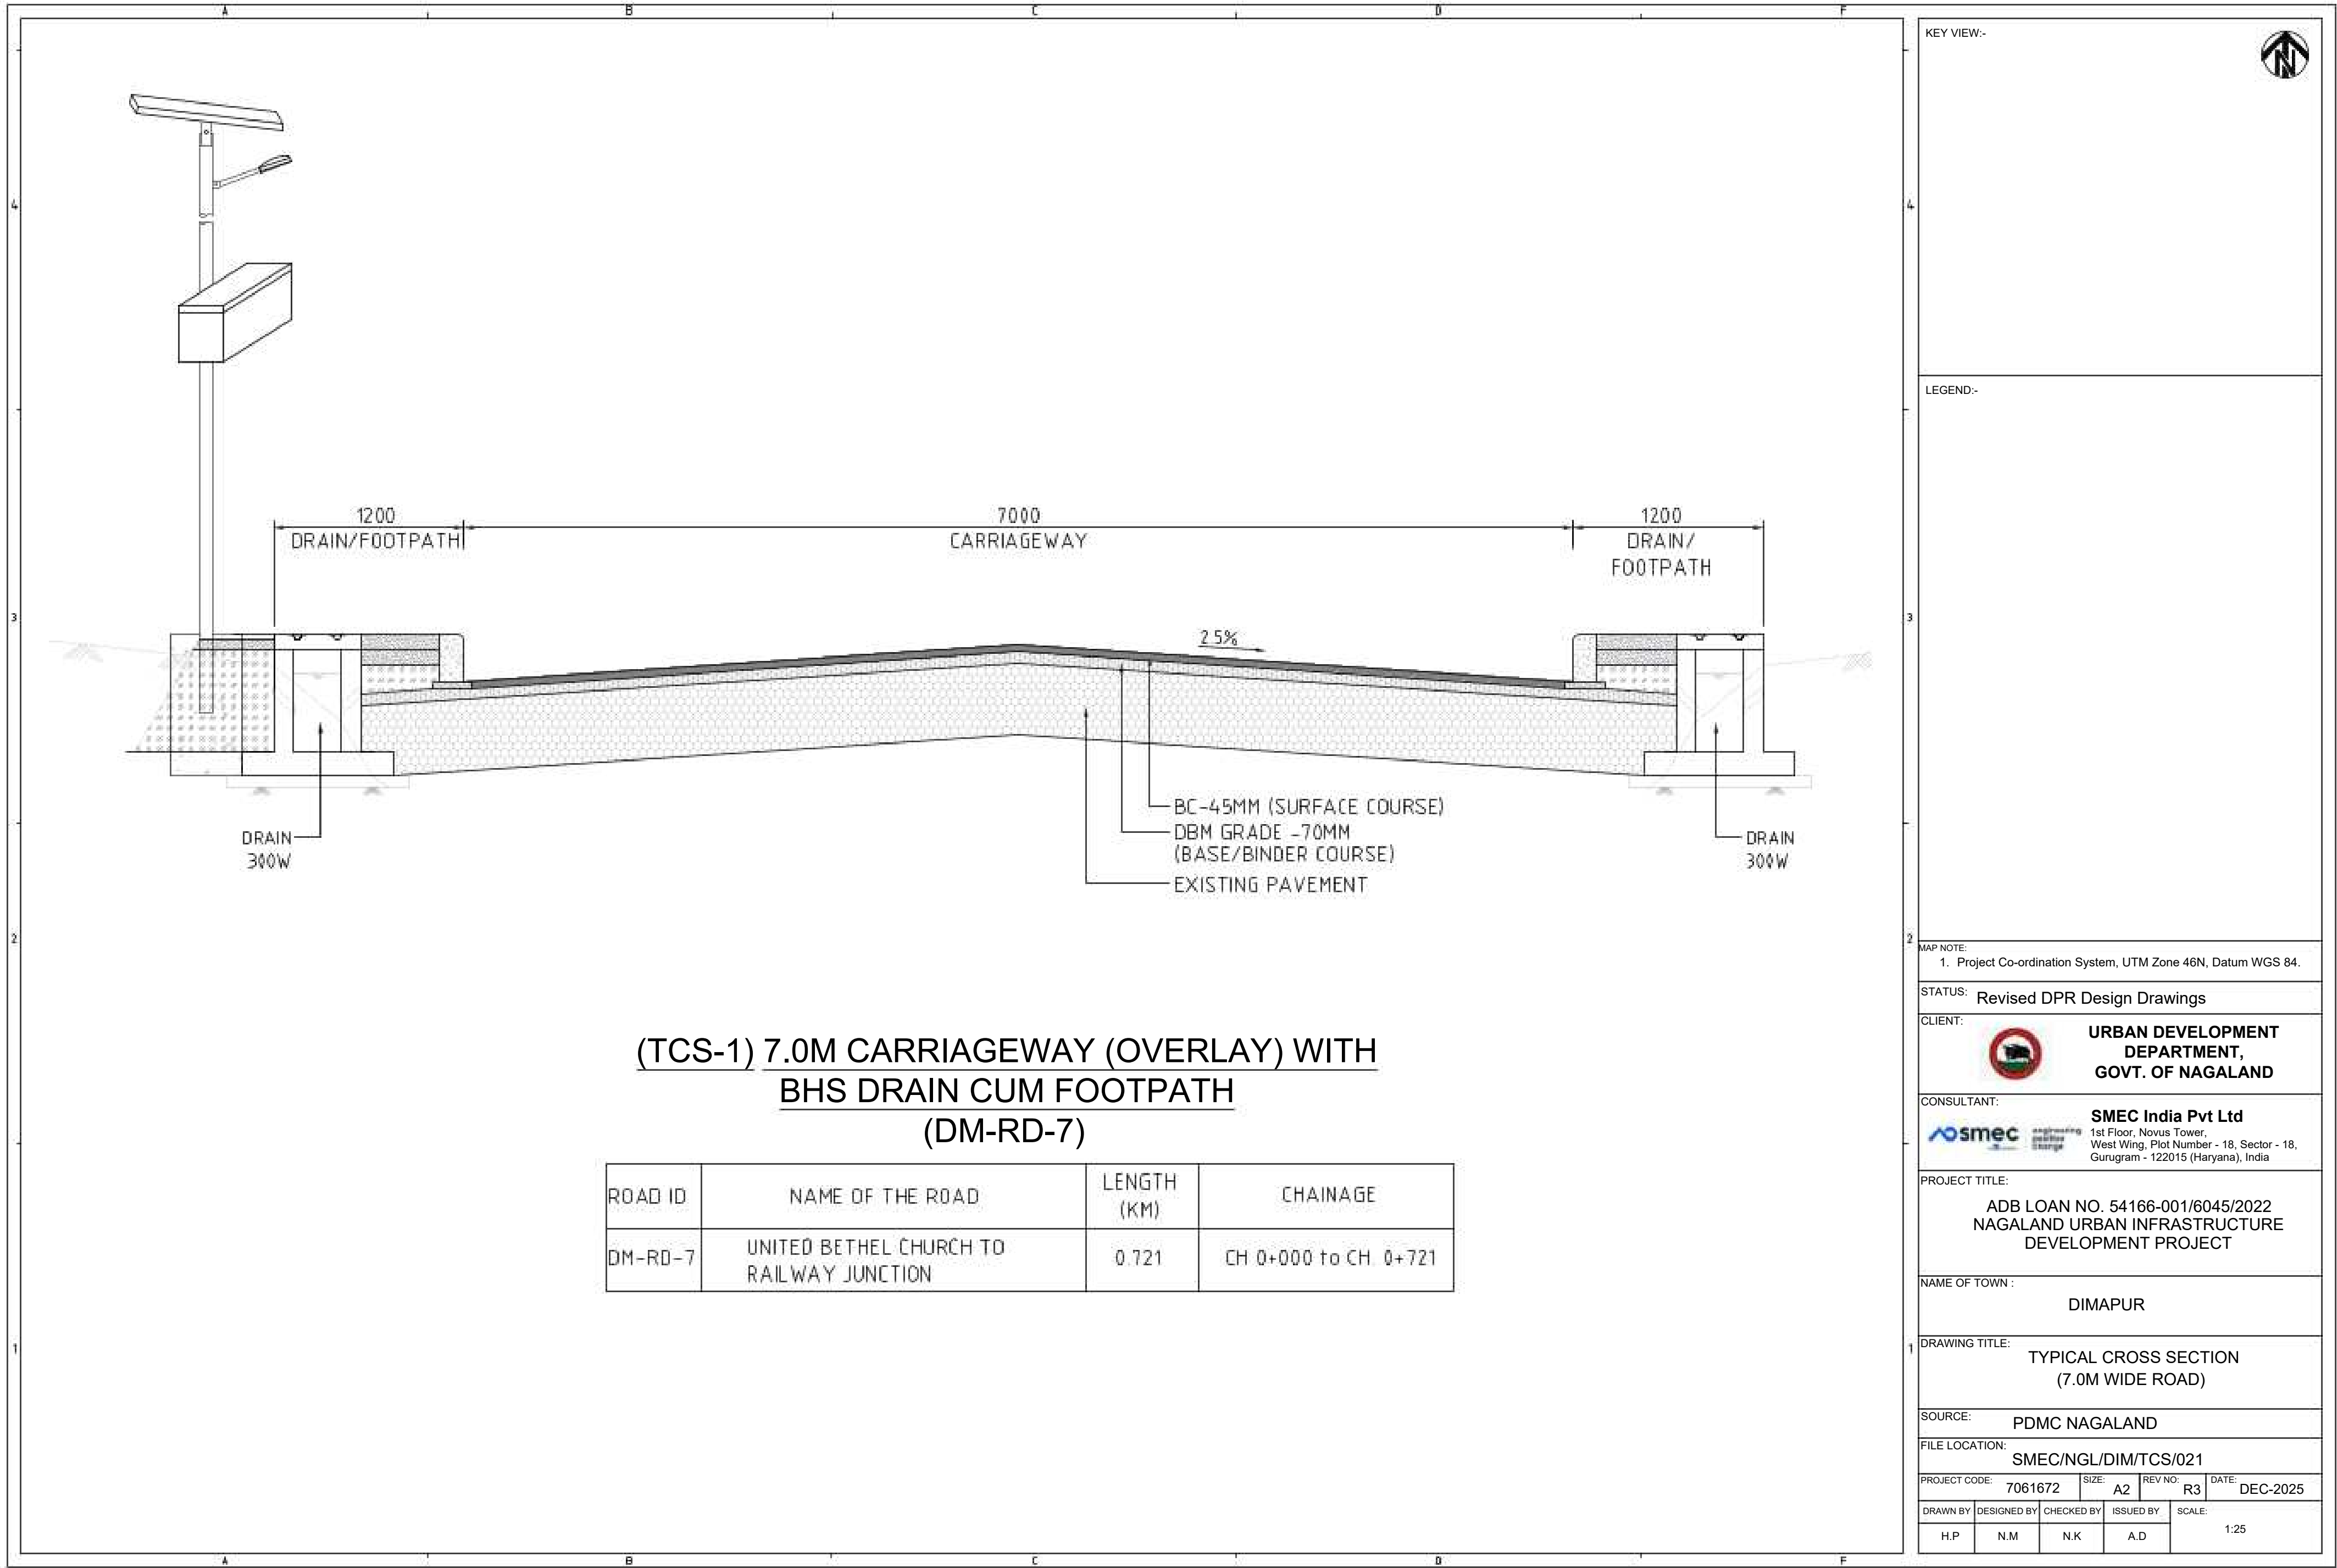 A B C D F
KEY VIEW:-
N
4 4
LEGEND:-
1200
DRAIN/FOOTPATH
7000
CARRIAGEWAY
1200
DRAIN/
FOOTPATH
3 3
2.5%
BC-45MM (SURFACE COURSE)
DBM GRADE -70MM
(BASE/BINDER COURSE)
EXISTING PAVEMENT
DRAIN
300W
DRAIN
300W
2 2
(TCS-1) 7.0M CARRIAGEWAY (OVERLAY) WITH
BHS DRAIN CUM FOOTPATH
(DM-RD-7)
ROAD ID NAME OF THE ROAD LENGTH (KM) CHAINAGE
DM-RD-7 UNITED BETHEL CHURCH TO RAILWAY JUNCTION 0.721 CH 0+000 to CH. 0+721
1 1
A B C D F
MAP NOTE:
1. Project Co-ordination System, UTM Zone 46N, Datum WGS 84.
STATUS: Revised DPR Design Drawings
CLIENT:
URBAN DEVELOPMENT
DEPARTMENT,
GOVT. OF NAGALAND
CONSULTANT:
smec
engineering
positive
change
SMEC India Pvt Ltd
1st Floor, Novus Tower,
West Wing, Plot Number - 18, Sector - 18,
Gurugram - 122015 (Haryana), India
PROJECT TITLE:
ADB LOAN NO. 54166-001/6045/2022
NAGALAND URBAN INFRASTRUCTURE
DEVELOPMENT PROJECT
NAME OF TOWN :
DIMAPUR
DRAWING TITLE:
TYPICAL CROSS SECTION
(7.0M WIDE ROAD)
SOURCE: PDMC NAGALAND
FILE LOCATION:
SMEC/NGL/DIM/TCS/021
PROJECT CODE: 7061672 SIZE: A2 REV NO: R3 DATE: DEC-2025
DRAWN BY DESIGNED BY CHECKED BY ISSUED BY SCALE:
H.P N.M N.K A.D 1:25